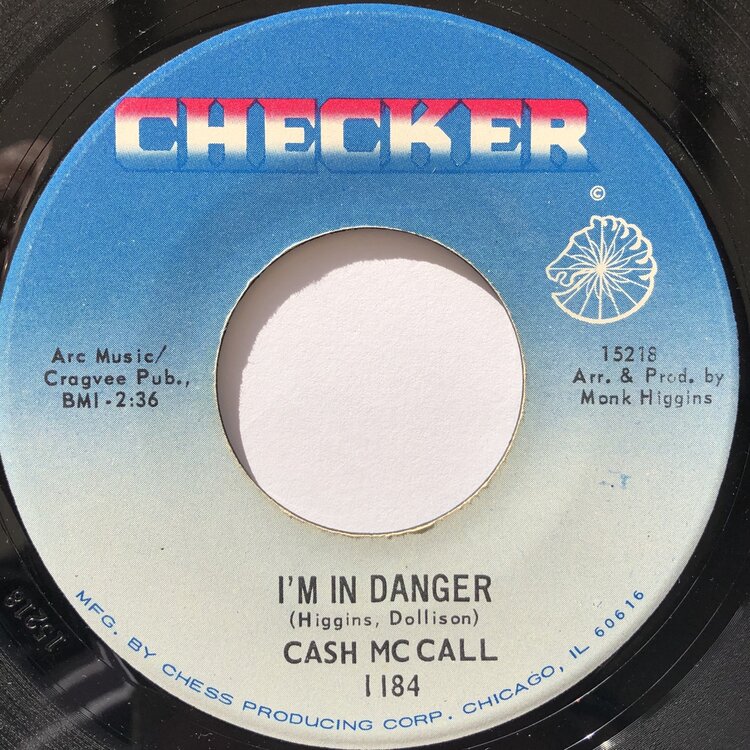 CHECKER
©
Arc Music/
Cragvee Pub.,
BMI - 2:36
15218
Arr. & Prod. by
Monk Higgins
I'M IN DANGER
(Higgins, Dollison)
CASH MC CALL
1184
MFG. BY CHESS PRODUCING CORP. CHICAGO, IL 60616
15218